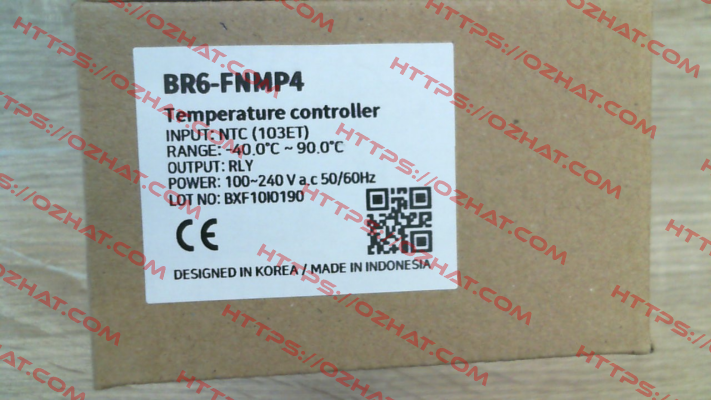 BR6-FNMP4
Temperature controller
INPUT: NTC (103ET)
RANGE: -40.0°C ~ 90.0°C
OUTPUT: RLY
POWER: 100~240 V a,c 50/60Hz
LOT NO: BXF10I0190
CE
DESIGNED IN KOREA / MADE IN INDONESIA
HTTPS://OZHAT.COM